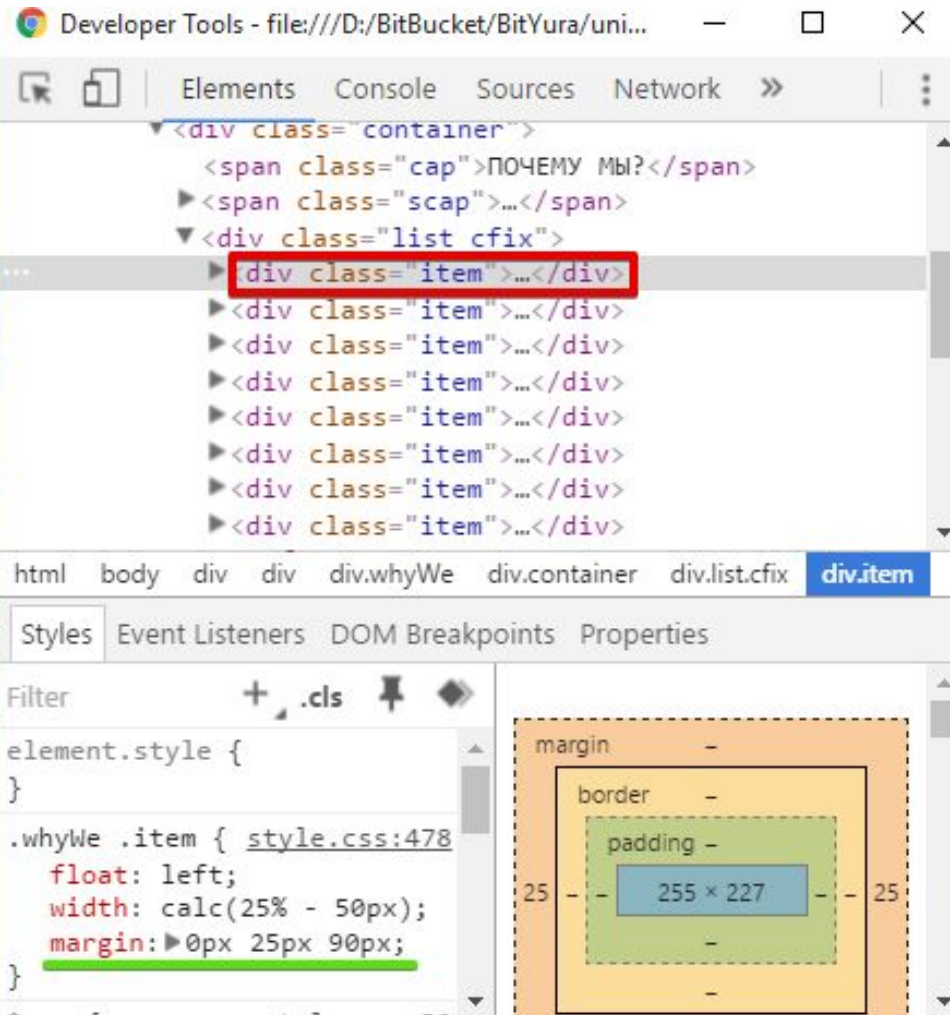 Developer Tools - file:///D:/BitBucket/BitYura/uni...
Elements Console Sources Network »
▼<div class="container">
<span class="cap">ПОЧЕМУ МЫ?</span>
▶<span class="scap">…</span>
▼<div class="list cfix">
▶<div class="item">…</div>
▶<div class="item">…</div>
▶<div class="item">…</div>
▶<div class="item">…</div>
▶<div class="item">…</div>
▶<div class="item">…</div>
▶<div class="item">…</div>
▶<div class="item">…</div>
html body div div div.whyWe div.container div.list.cfix div.item
Styles Event Listeners DOM Breakpoints Properties
Filter + .cls
element.style {
}
.whyWe .item { style.css:478
float: left;
width: calc(25% - 50px);
margin:▶0px 25px 90px;
}
margin –
border –
padding –
25 – – 255 × 227 – – 25
–
–